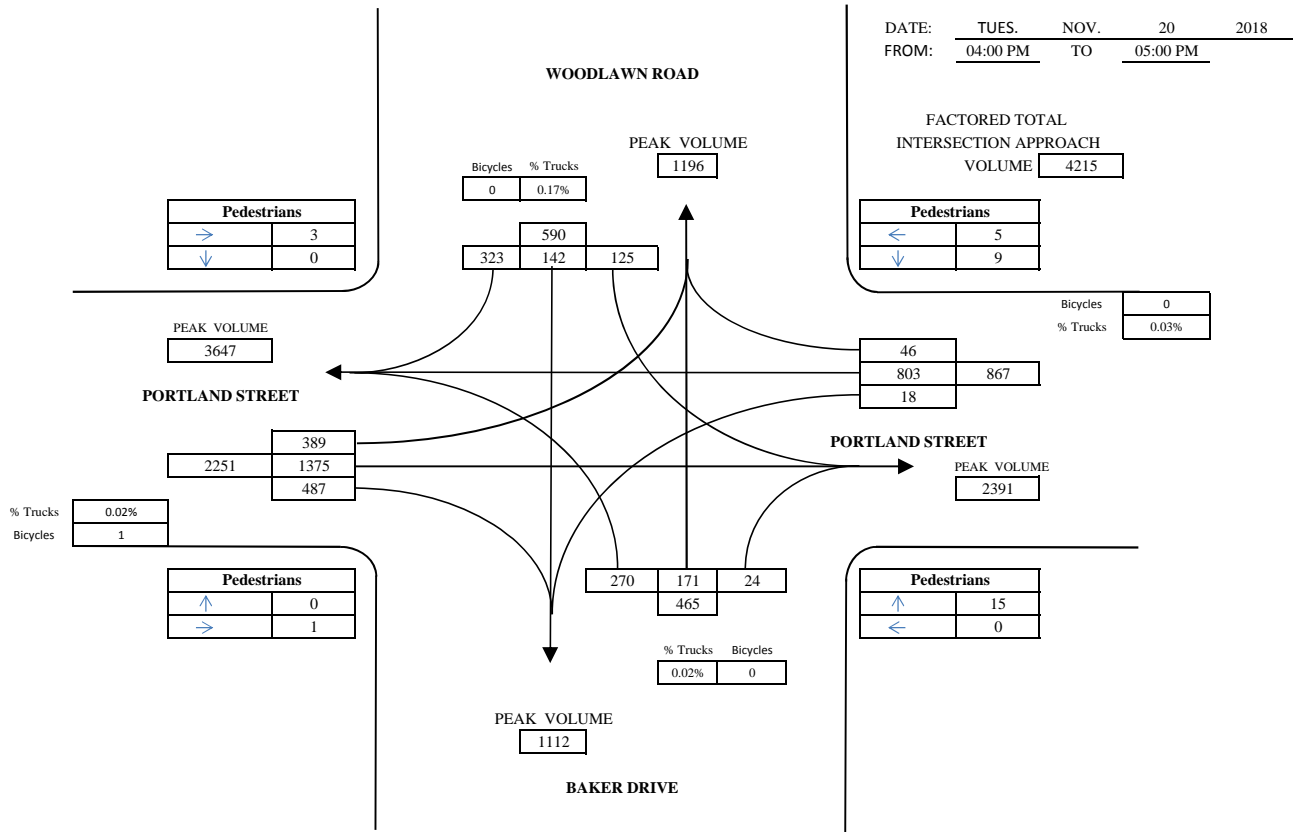 DATE: TUES. NOV. 20 2018
FROM: 04:00 PM TO 05:00 PM
WOODLAWN ROAD
FACTORED TOTAL
INTERSECTION APPROACH
VOLUME 4215
PEAK VOLUME
1196
Bicycles % Trucks
0 0.17%
Pedestrians
→ 3
↓ 0
590
323 142 125
Pedestrians
← 5
↓ 9
Bicycles 0
% Trucks 0.03%
PEAK VOLUME
3647
PORTLAND STREET
46
803 867
18
389
2251 1375
487
PORTLAND STREET
PEAK VOLUME
2391
% Trucks 0.02%
Bicycles 1
Pedestrians
↑ 0
→ 1
270 171 24
465
Pedestrians
↑ 15
← 0
% Trucks Bicycles
0.02% 0
PEAK VOLUME
1112
BAKER DRIVE